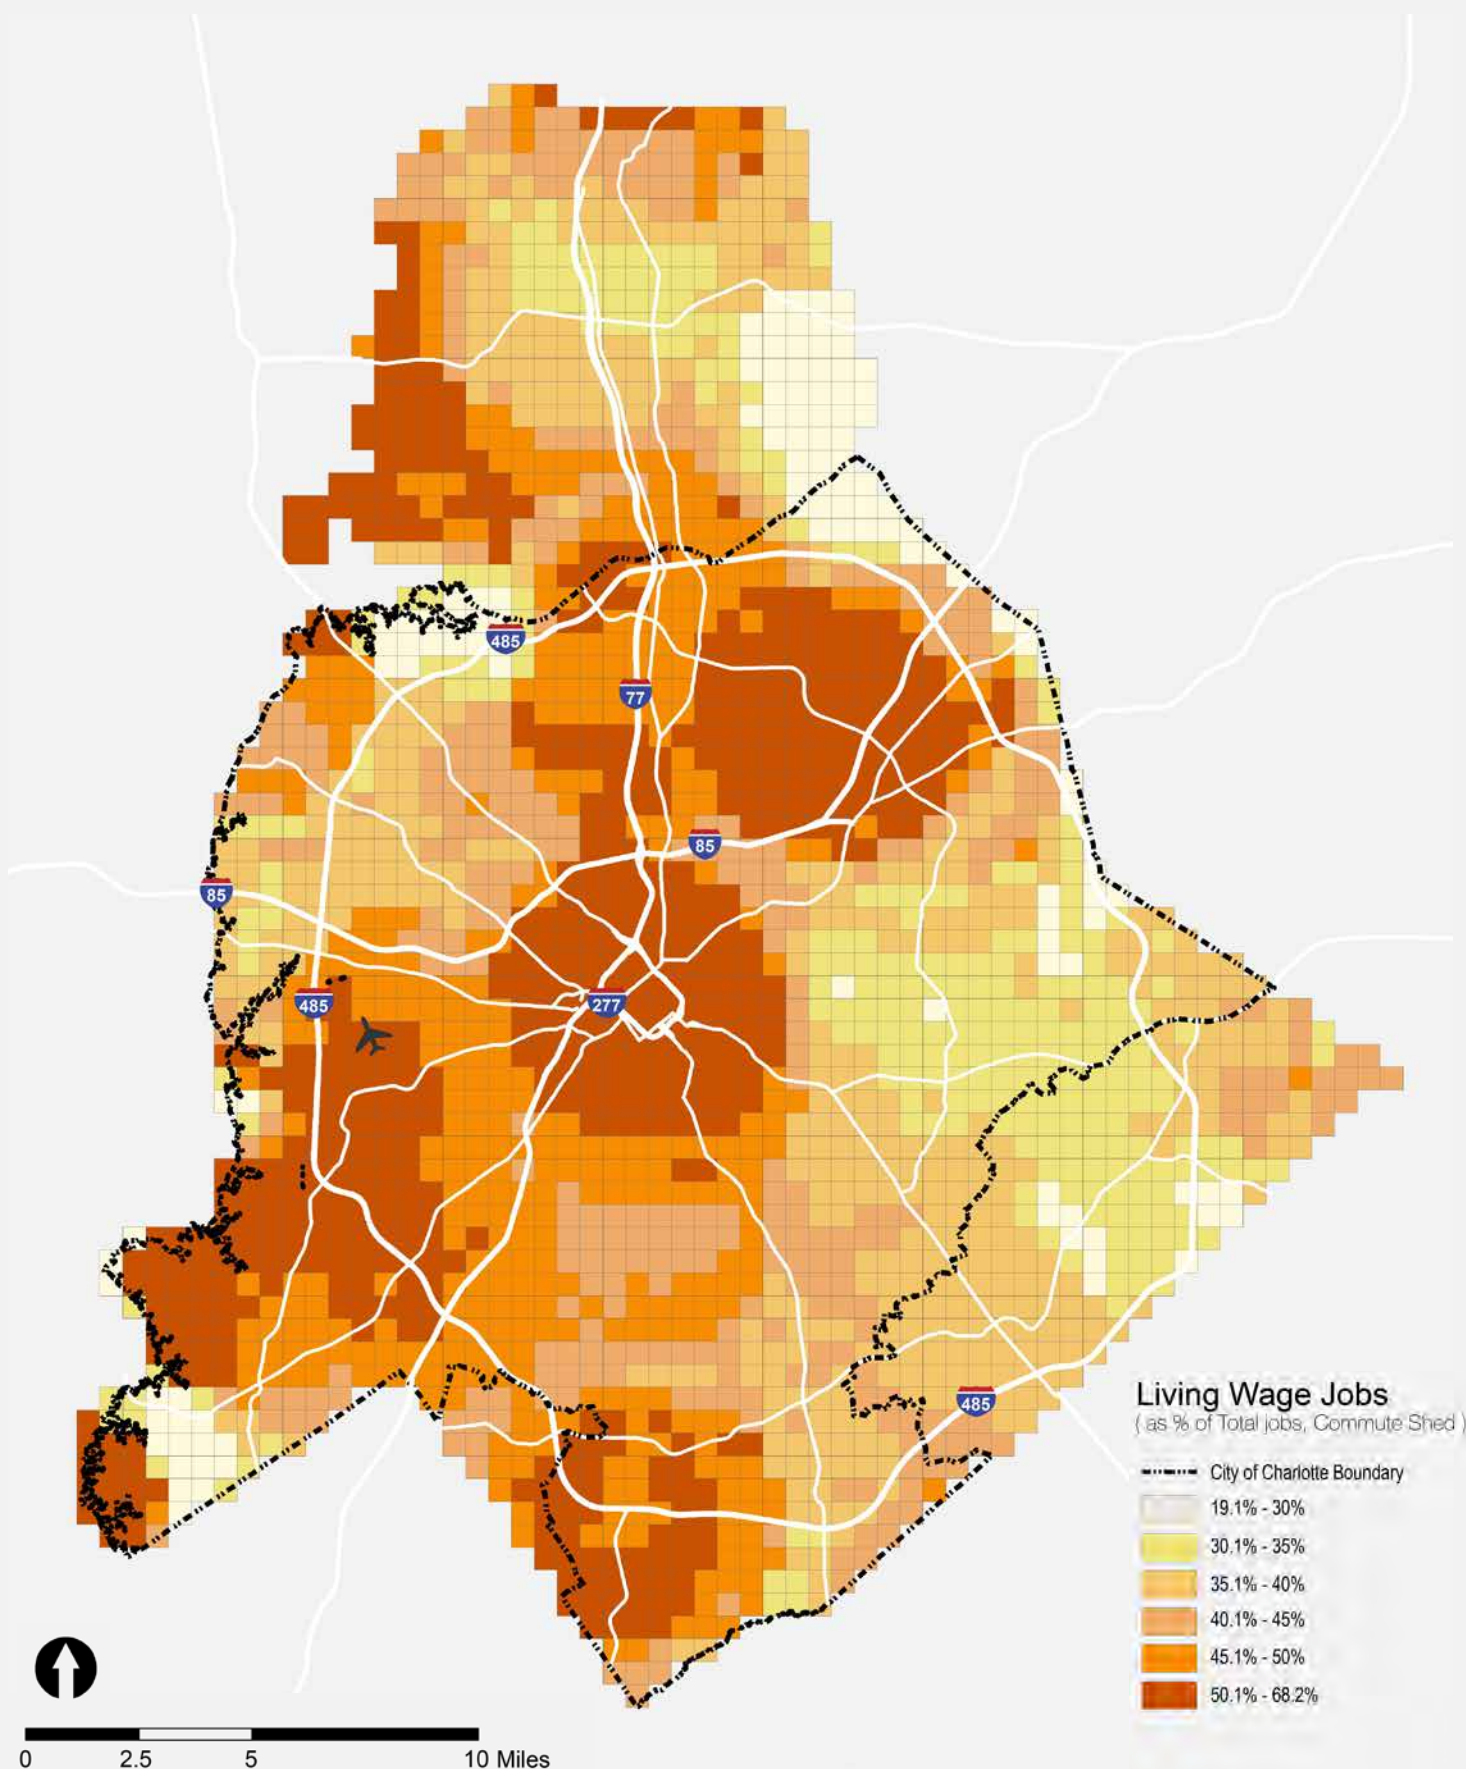 485
77
85
85
485
277
485
Living Wage Jobs
( as % of Total jobs, Commute Shed )
City of Charlotte Boundary
19.1% - 30%
30.1% - 35%
35.1% - 40%
40.1% - 45%
45.1% - 50%
50.1% - 68.2%
0 2.5 5 10 Miles